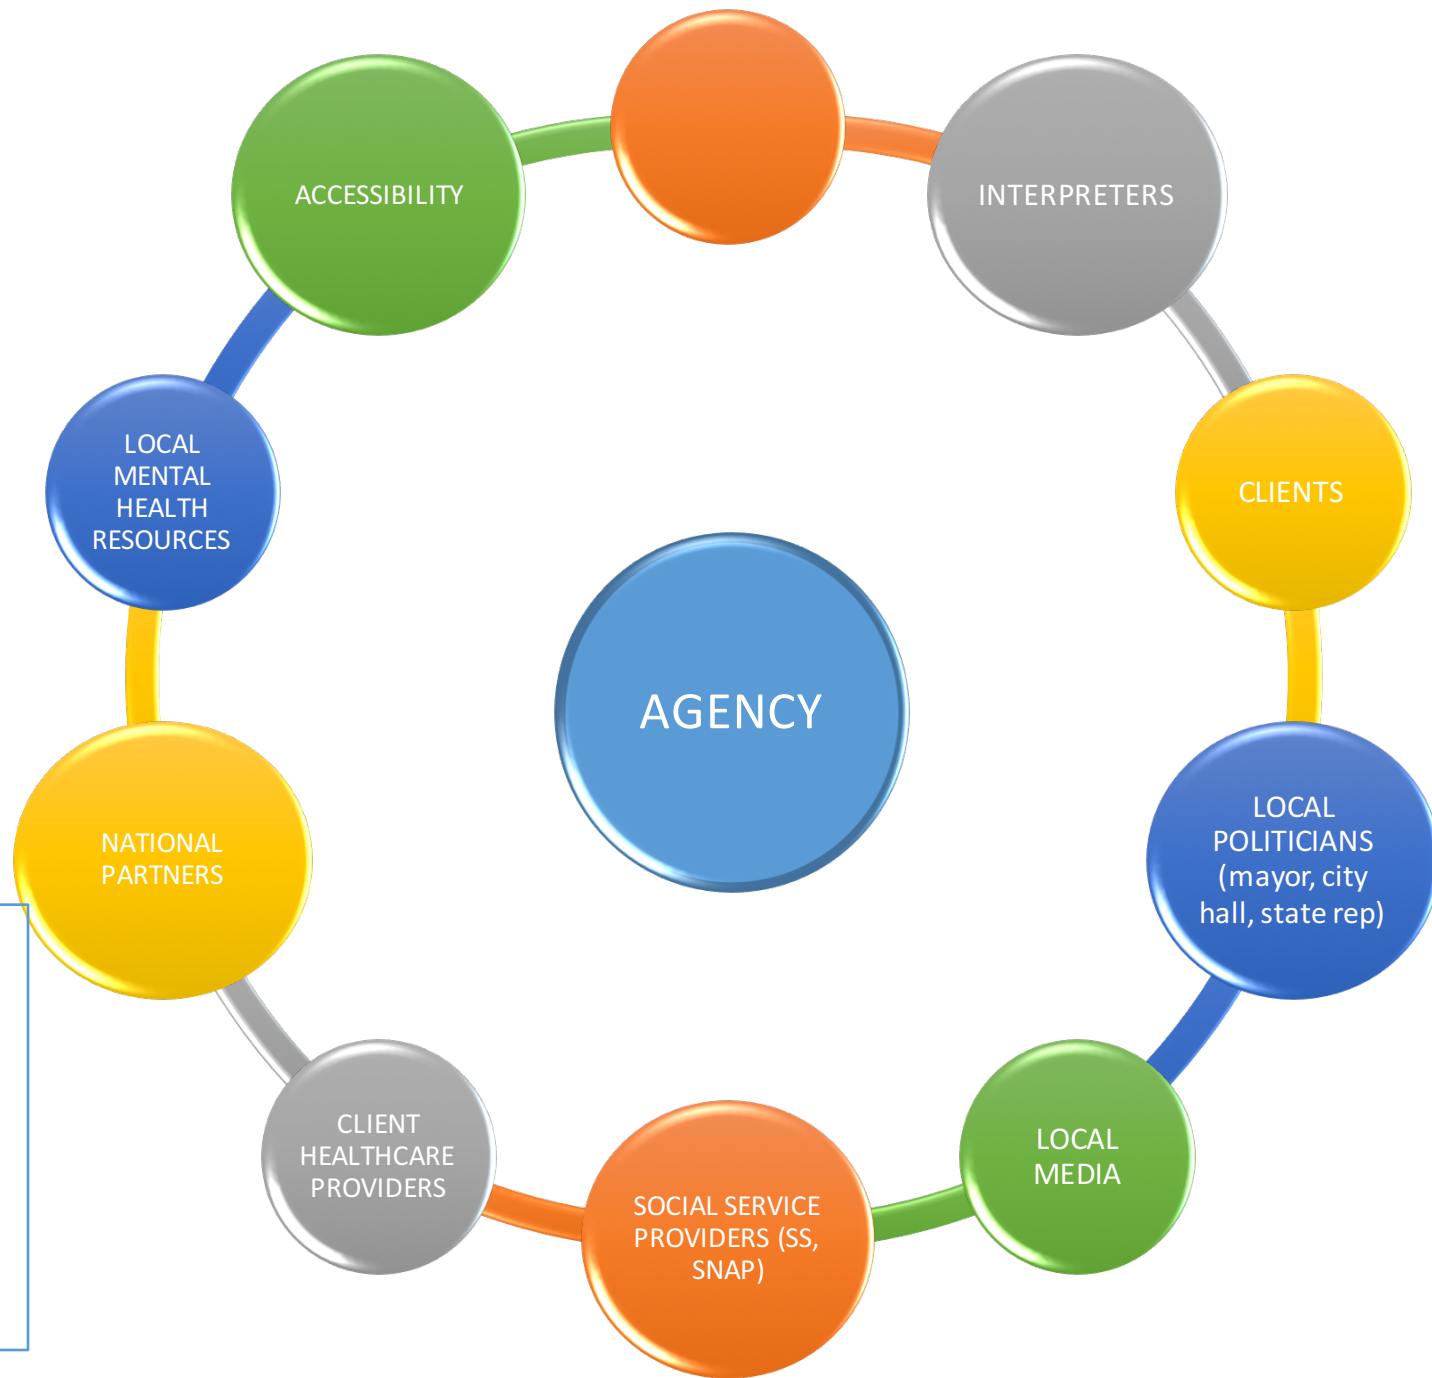 ACCESSIBILITY
INTERPRETERS
CLIENTS
LOCAL
POLITICIANS
(mayor, city
hall, state rep)
LOCAL
MEDIA
SOCIAL SERVICE
PROVIDERS (SS,
SNAP)
CLIENT
HEALTHCARE
PROVIDERS
NATIONAL
PARTNERS
LOCAL
MENTAL
HEALTH
RESOURCES
AGENCY